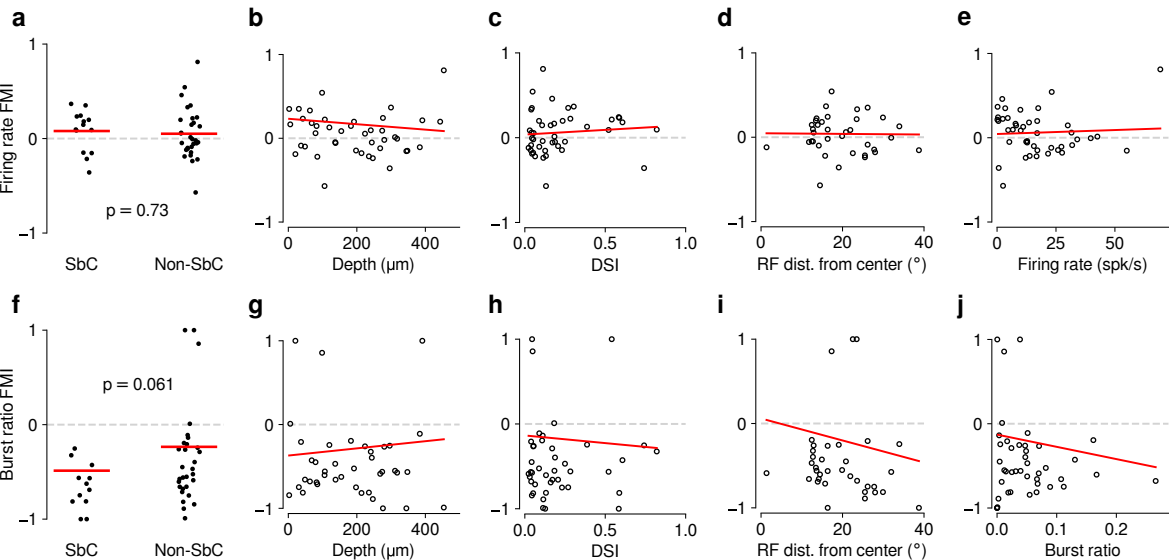 a
b
c
d
e
Firing rate FMI
1
0
−1
p = 0.73
SbC
Non-SbC
1
0
−1
0
200
400
Depth (µm)
1
0
−1
0.0
0.5
1.0
DSI
1
0
−1
0
20
40
RF dist. from center (°)
1
0
−1
0
25
50
Firing rate (spk/s)
f
g
h
i
j
Burst ratio FMI
1
0
−1
p = 0.061
SbC
Non-SbC
1
0
−1
0
200
400
Depth (µm)
1
0
−1
0.0
0.5
1.0
DSI
1
0
−1
0
20
40
RF dist. from center (°)
1
0
−1
0.0
0.2
Burst ratio